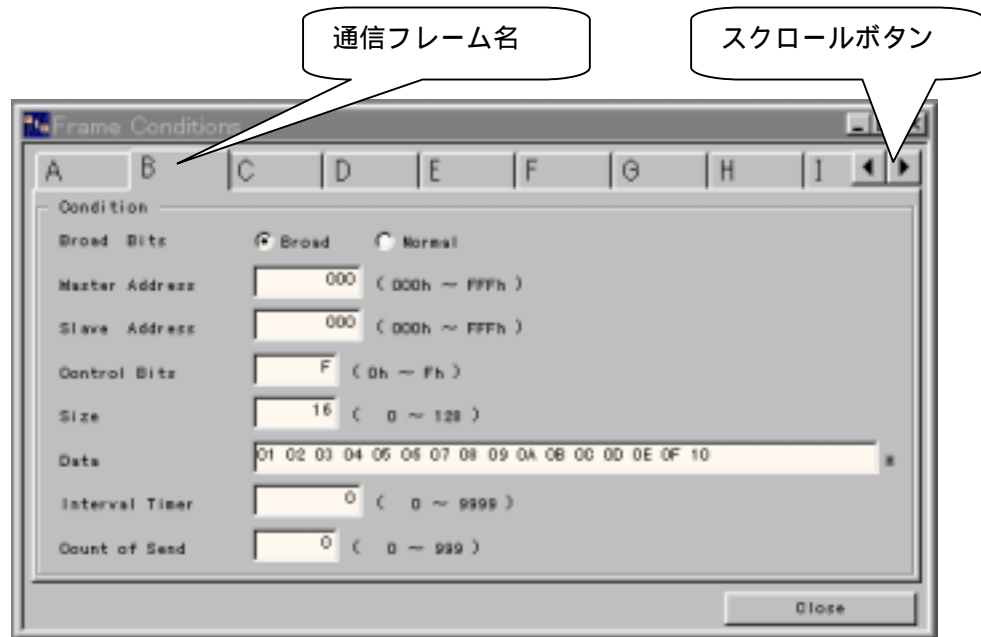 通信フレーム名
スクロールボタン
Frame Conditions
A B C D E F G H I
Condition
Broad Bits Broad Normal
Master Address 000 ( 000h ～ FFFh )
Slave Address 000 ( 000h ～ FFFh )
Control Bits F ( 0h ～ Fh )
Size 16 ( 0 ～ 128 )
Data 01 02 03 04 05 06 07 08 09 0A 0B 0C 0D 0E 0F 10
Interval Timer 0 ( 0 ～ 9999 )
Count of Send 0 ( 0 ～ 999 )
Close